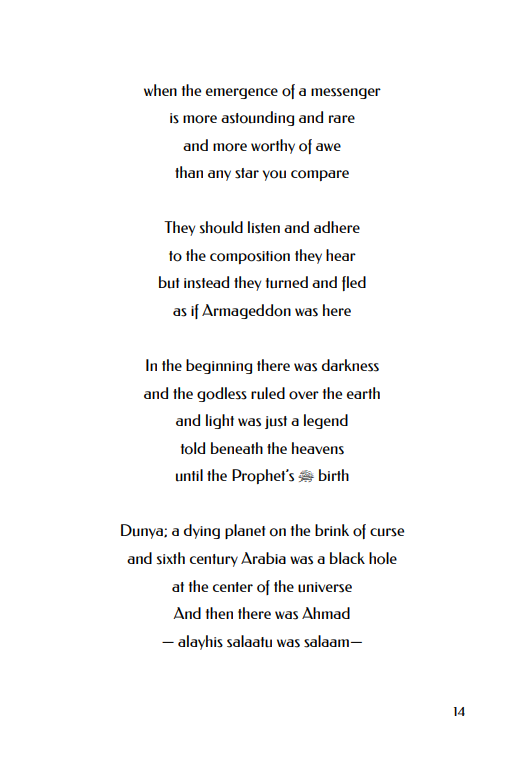 when the emergence of a messenger
is more astounding and rare
and more worthy of awe
than any star you compare
They should listen and adhere
to the composition they hear
but instead they turned and fled
as if Armageddon was here
In the beginning there was darkness
and the godless ruled over the earth
and light was just a legend
told beneath the heavens
until the Prophet's ﷺ birth
Dunya; a dying planet on the brink of curse
and sixth century Arabia was a black hole
at the center of the universe
And then there was Ahmad
— alayhis salaatu was salaam—
14